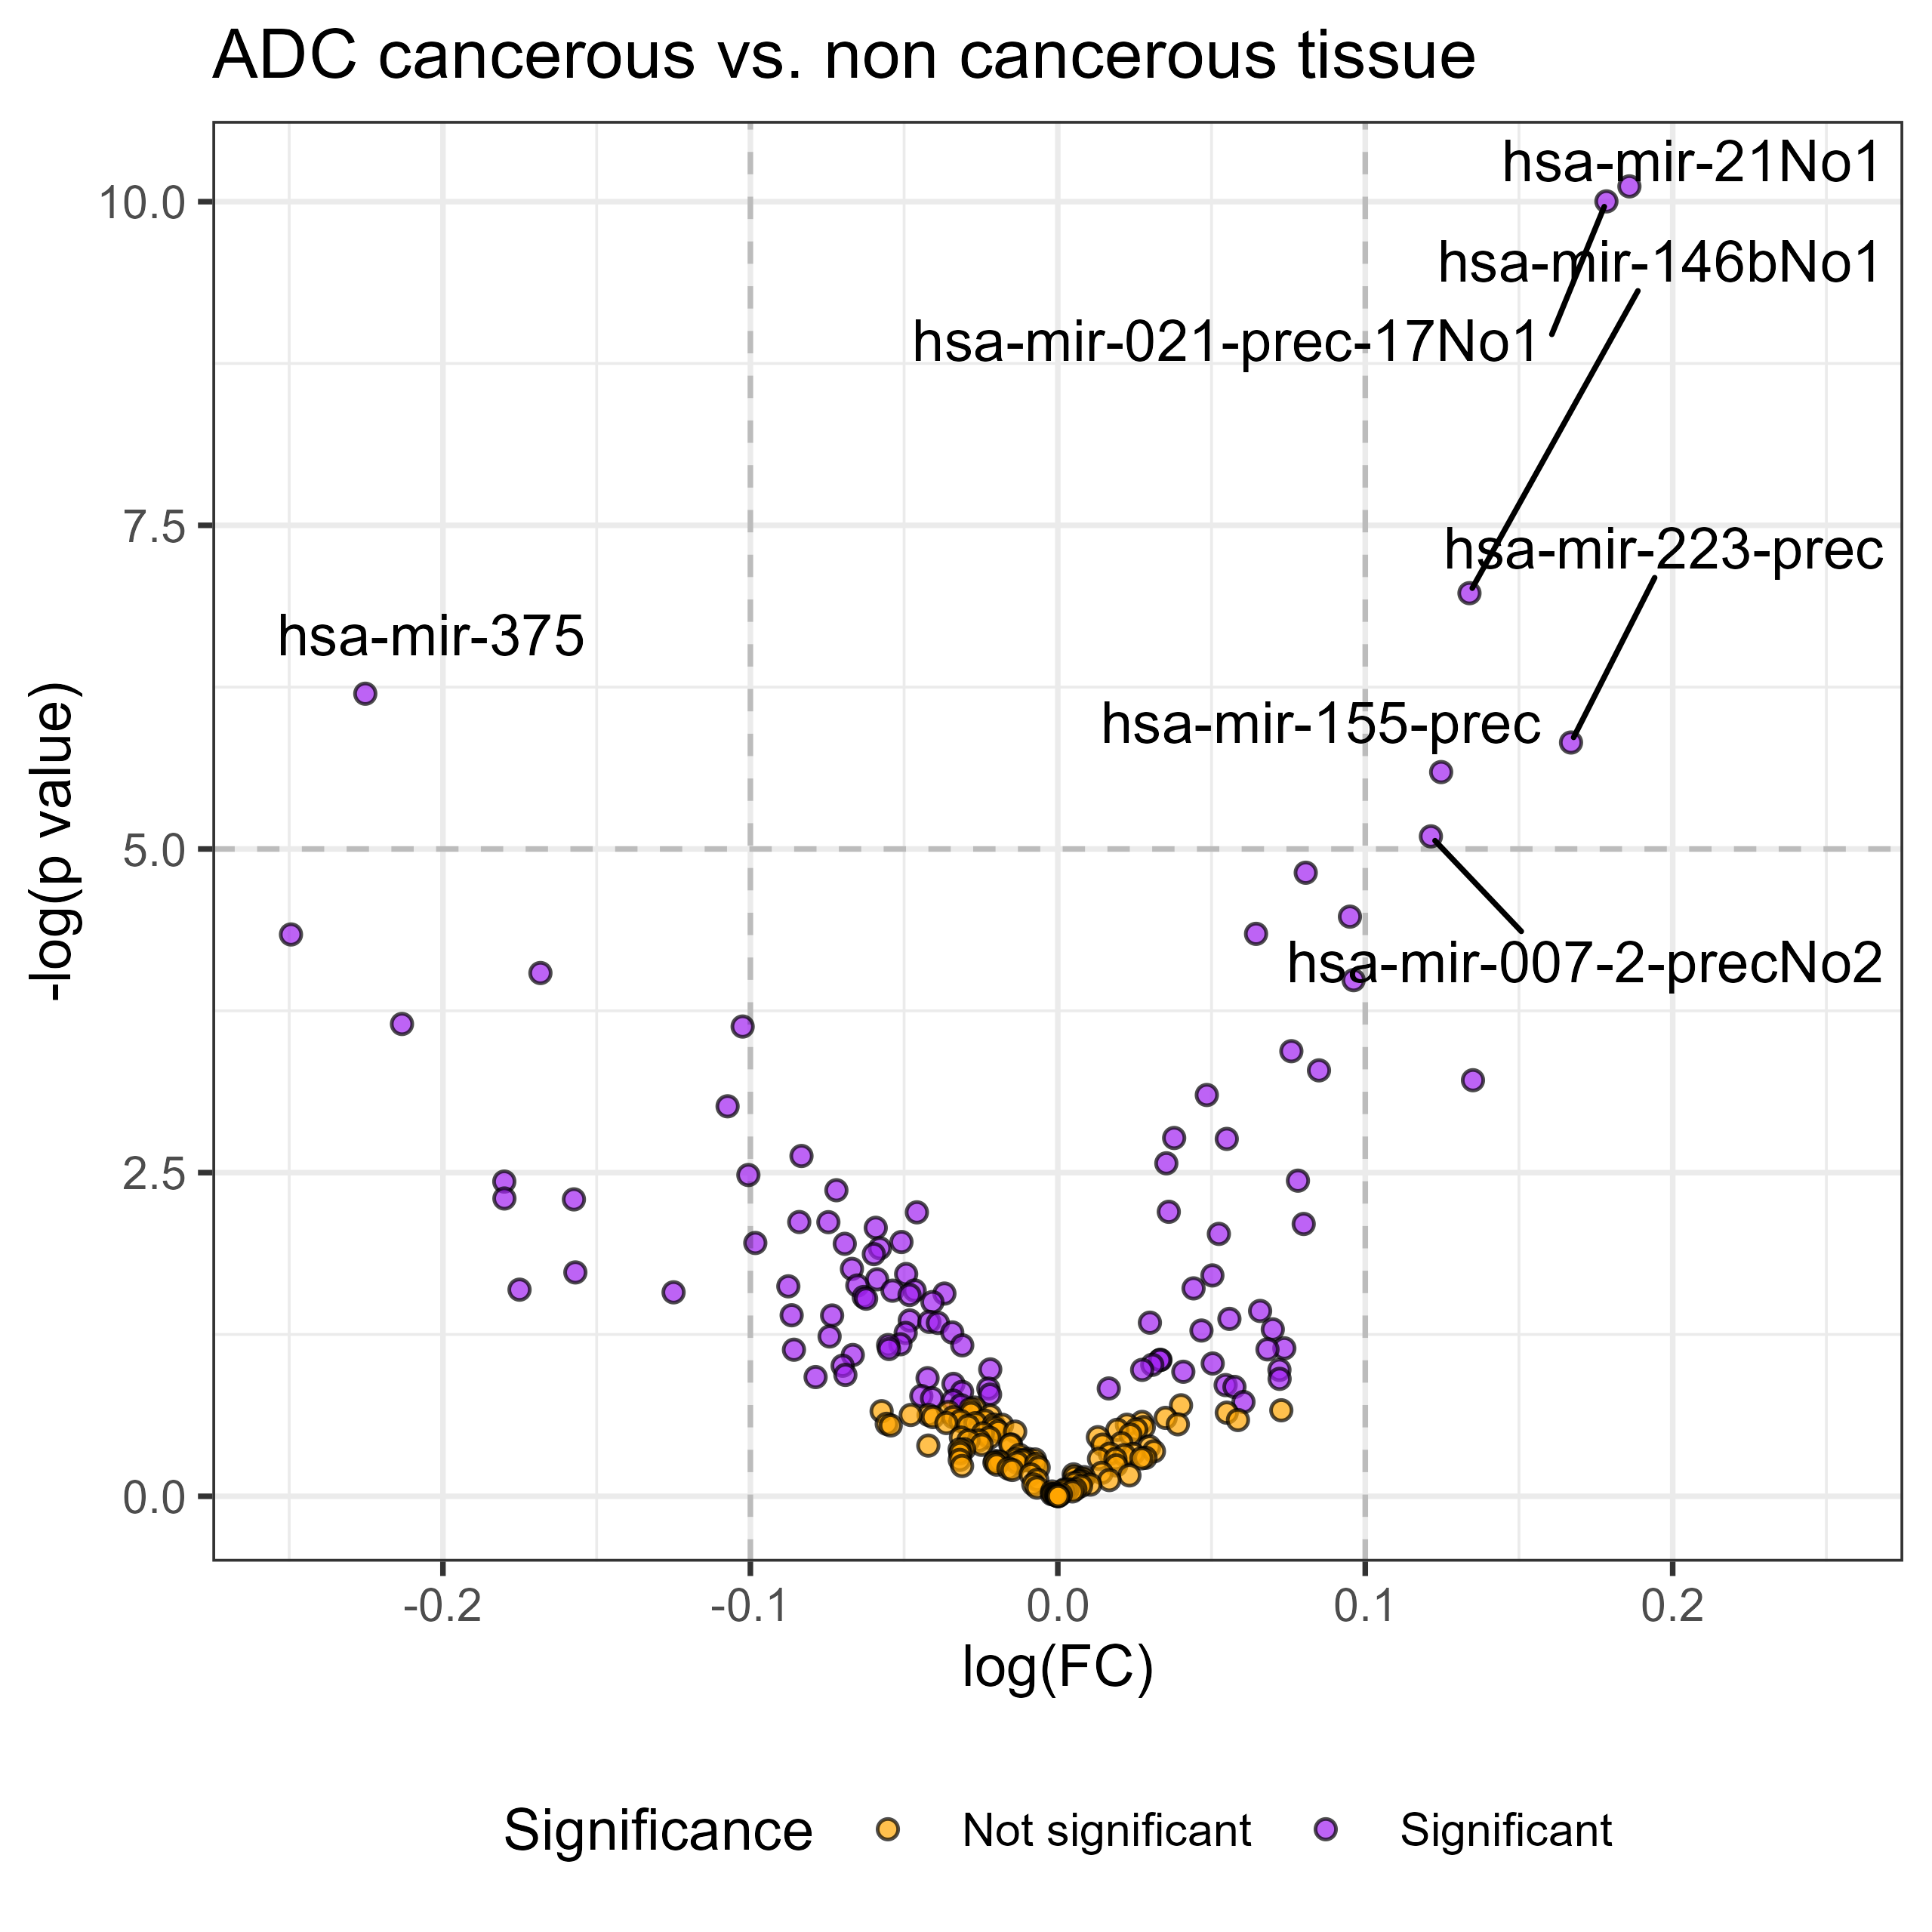 ADC cancerous vs. non cancerous tissue
hsa-mir-21No1
10.0
hsa-mir-146bNo1
hsa-mir-021-prec-17No1
7.5
hsa-mir-223-prec
hsa-mir-375
hsa-mir-155-prec
5.0
hsa-mir-007-2-precNo2
2.5
0.0
-log(p value)
-0.2 -0.1 0.0 0.1 0.2
log(FC)
Significance Not significant Significant